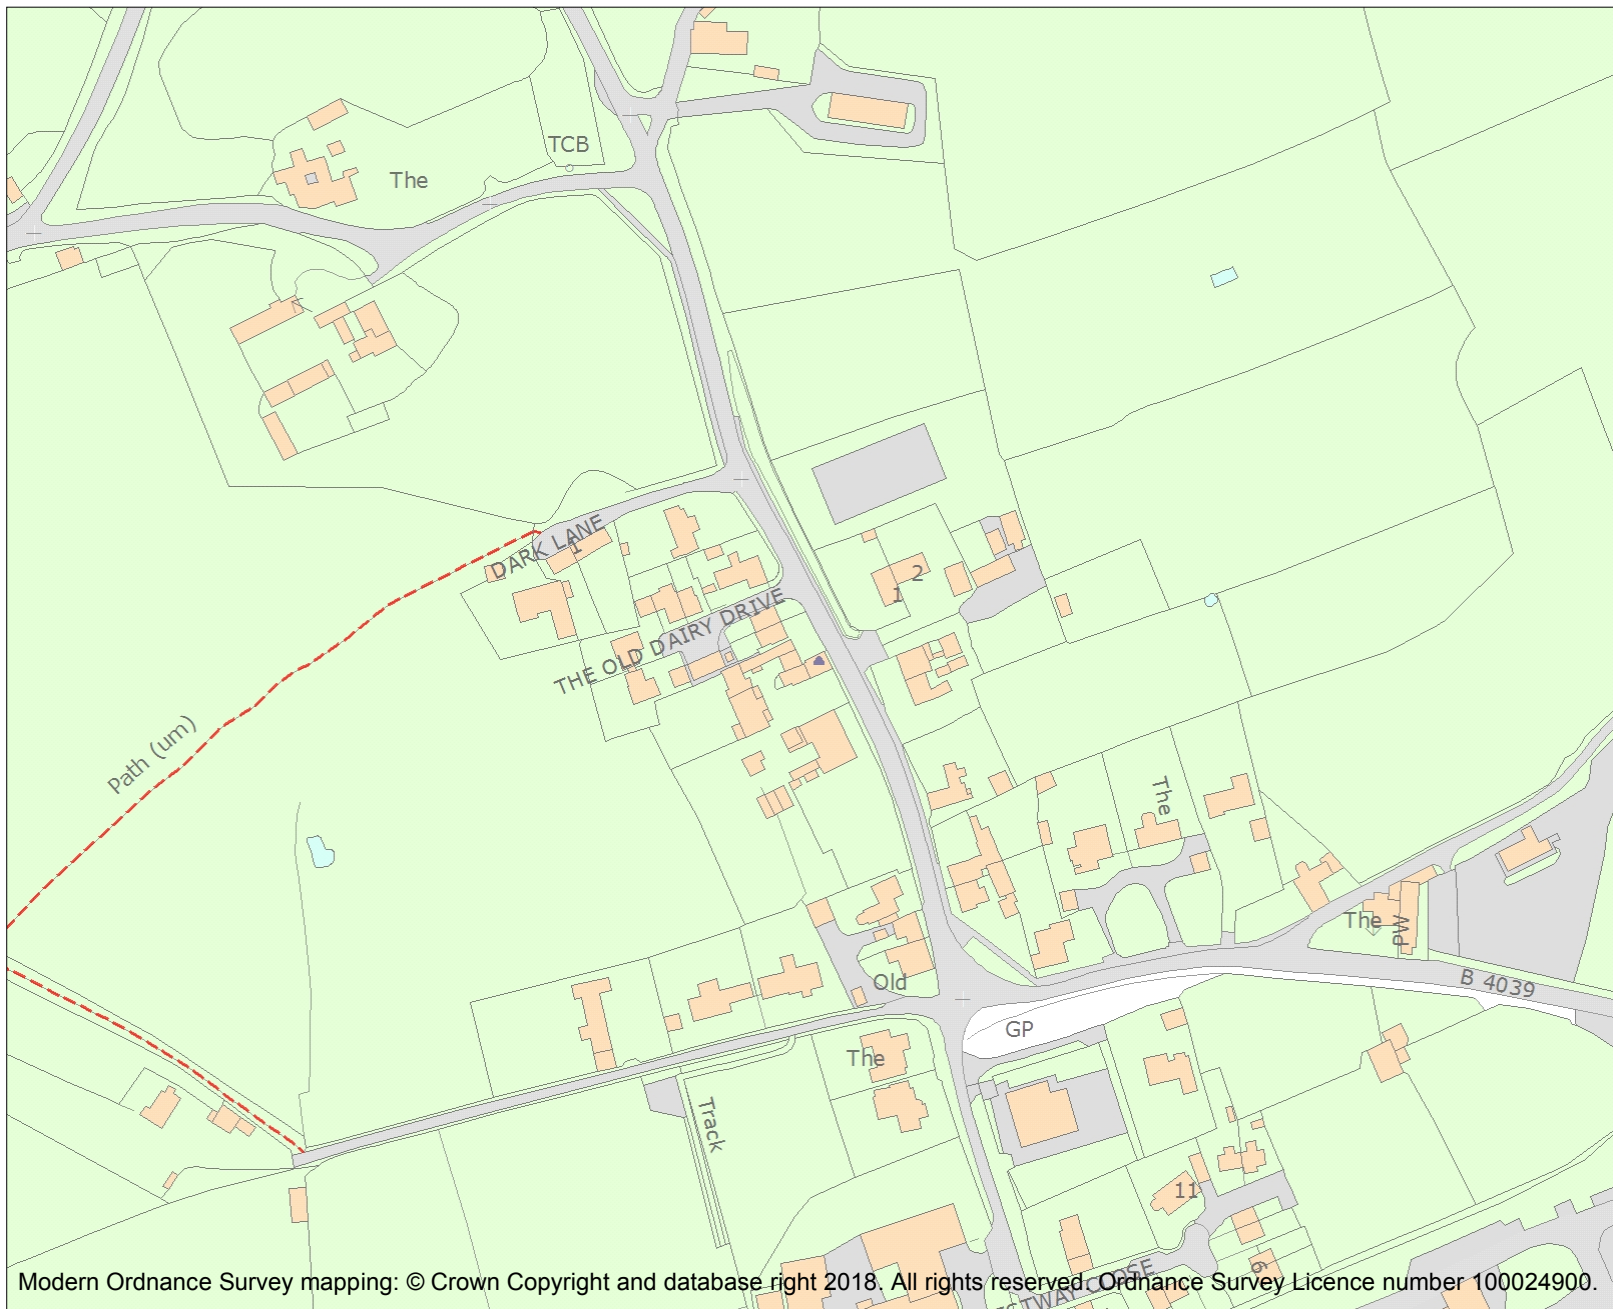 TCB
The
DARK LANE
1
2
1
THE OLD DAIRY DRIVE
Path (um)
The
The
PM
B 4039
Old
GP
The
Track
11
6
Modern Ordnance Survey mapping: © Crown Copyright and database right 2018. All rights reserved. Ordnance Survey Licence number 100024900.